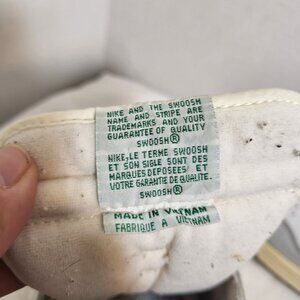 NIKE AND THE SWOOSH
NAME AND STRIPE ARE
TRADEMARKS AND YOUR
GUARANTEE OF QUALITY
SWOOSH®
NIKE, LE TERME SWOOSH
ET SON SIGLE SONT DES
MARQUES DEPOSEES ET
VOTRE GARANTIE DE QUALITE.
SWOOSH®
MADE IN VIETNAM
FABRIQUE A VIETNAM